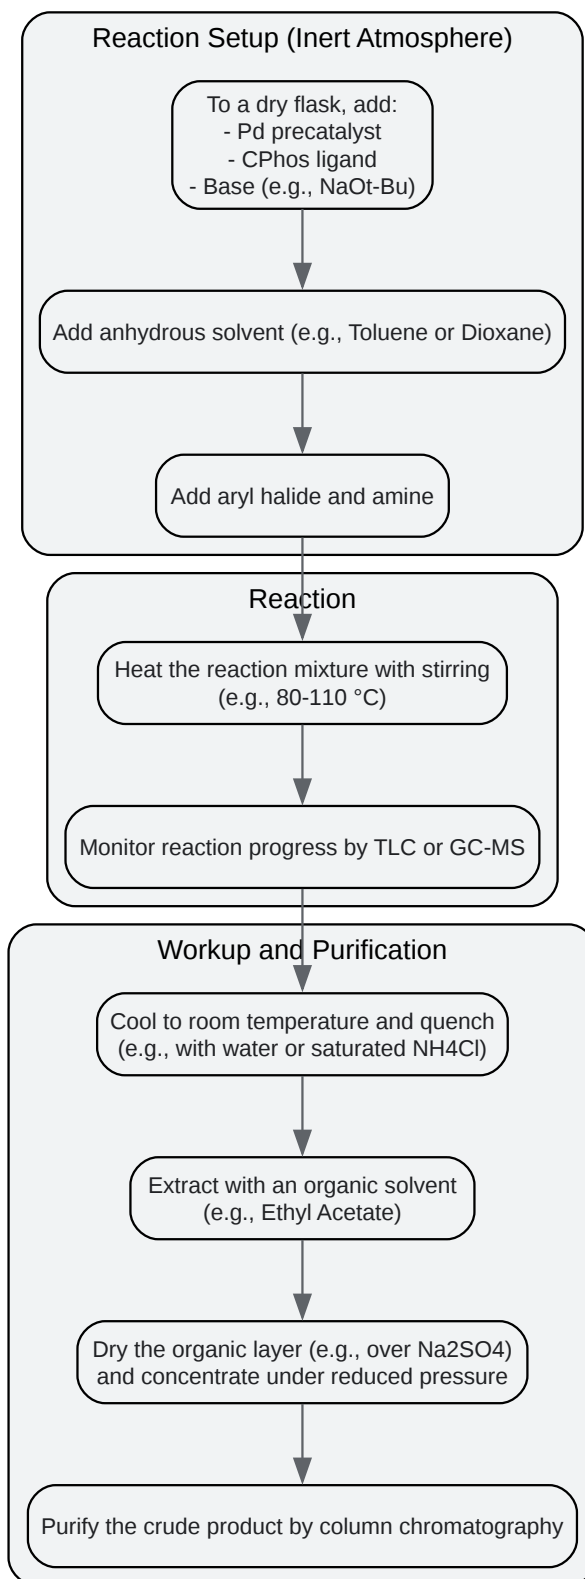 Reaction Setup (Inert Atmosphere)
To a dry flask, add:
- Pd precatalyst
- CPhos ligand
- Base (e.g., NaOt-Bu)
Add anhydrous solvent (e.g., Toluene or Dioxane)
Add aryl halide and amine
Reaction
Heat the reaction mixture with stirring
(e.g., 80-110 °C)
Monitor reaction progress by TLC or GC-MS
Workup and Purification
Cool to room temperature and quench
(e.g., with water or saturated NH4Cl)
Extract with an organic solvent
(e.g., Ethyl Acetate)
Dry the organic layer (e.g., over Na2SO4)
and concentrate under reduced pressure
Purify the crude product by column chromatography